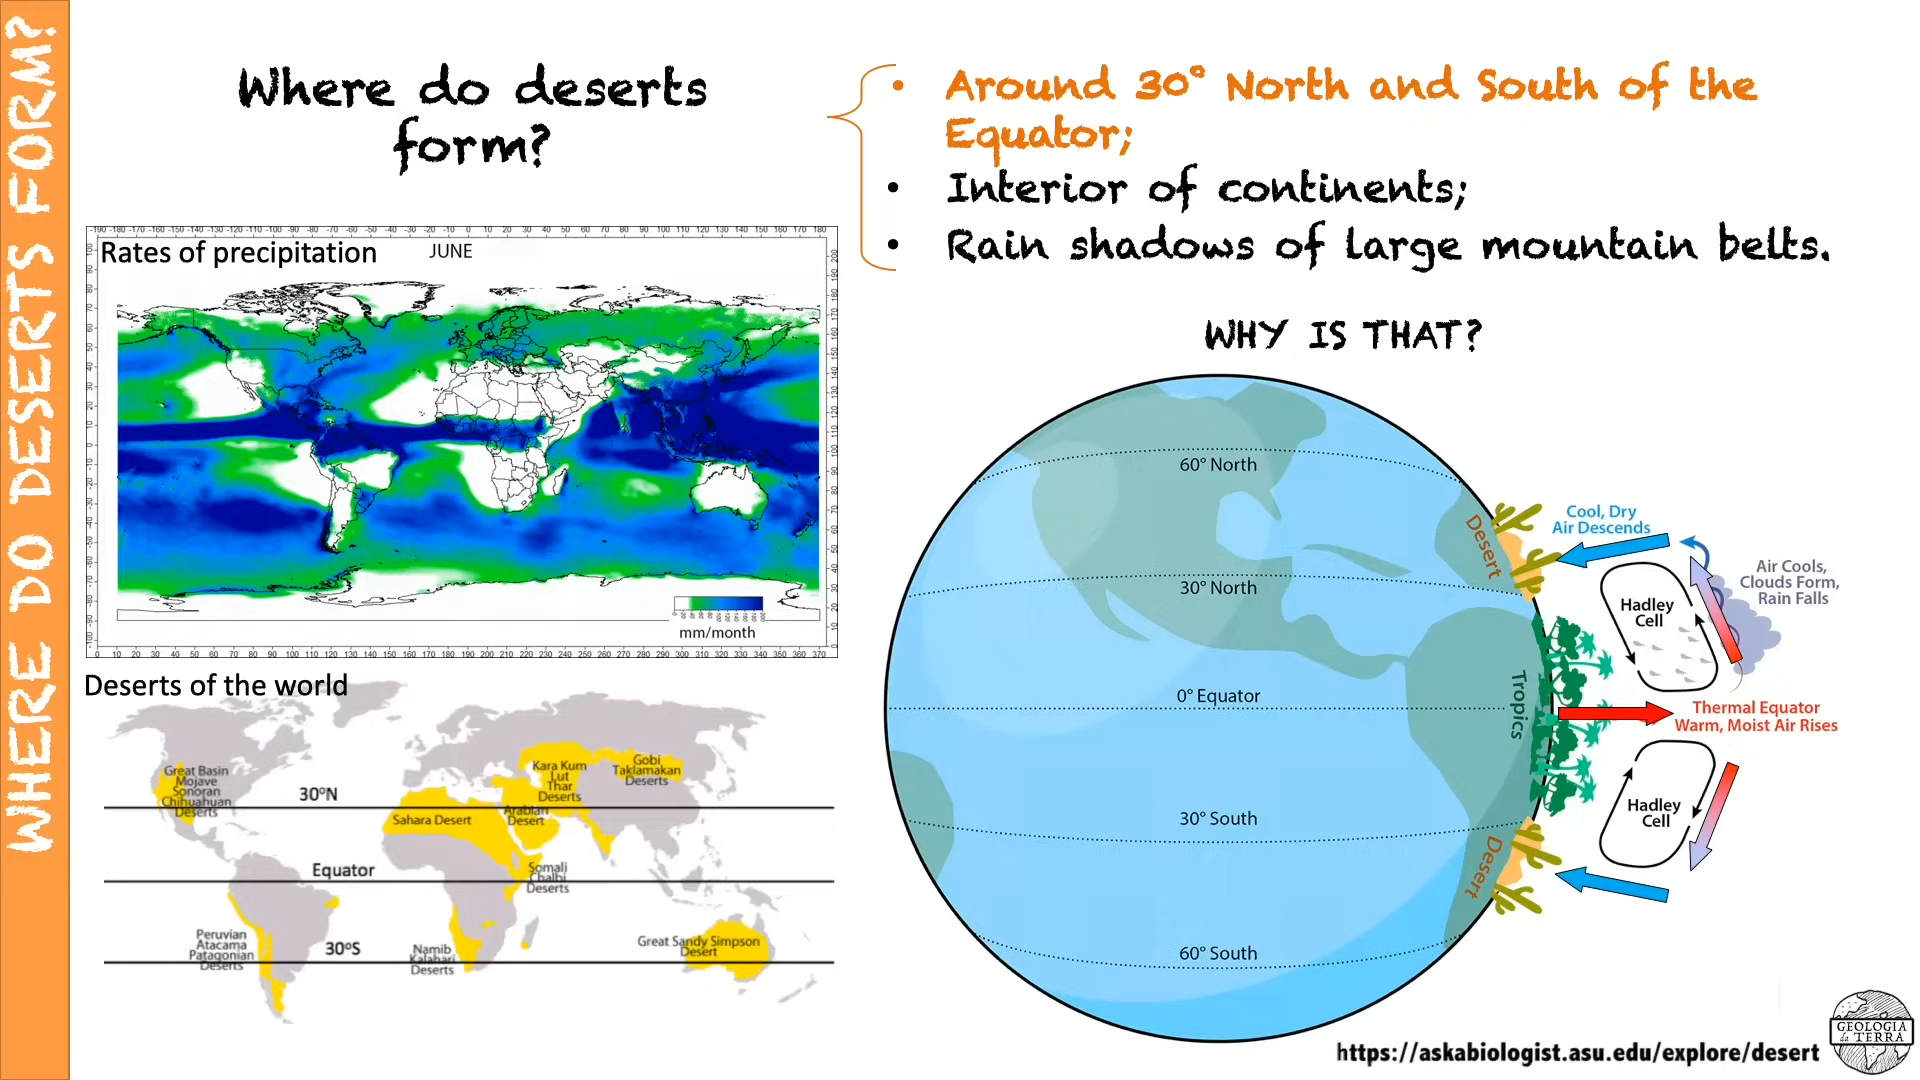 WHERE DO DESERTS FORM?
Where do deserts
form?
• Around 30° North and South of the
Equator;
• Interior of continents;
• Rain shadows of large mountain belts.
WHY IS THAT?
Rates of precipitation
JUNE
mm/month
Deserts of the world
Great Basin
Mojave
Sonoran
Chihuahuan
Deserts
30°N
Sahara Desert
Arabian
Desert
Kara Kum
Lut
Thar
Deserts
Gobi
Taklamakan
Deserts
Equator
Somali
Chalbi
Deserts
Peruvian
Atacama
Patagonian
Deserts
30°S
Namib
Kalahari
Deserts
Great Sandy Simpson
Desert
60° North
30° North
0° Equator
30° South
60° South
Desert
Tropics
Desert
Cool, Dry
Air Descends
Air Cools,
Clouds Form,
Rain Falls
Hadley
Cell
Thermal Equator
Warm, Moist Air Rises
Hadley
Cell
https://askabiologist.asu.edu/explore/desert
GEOLOGIA
da TERRA